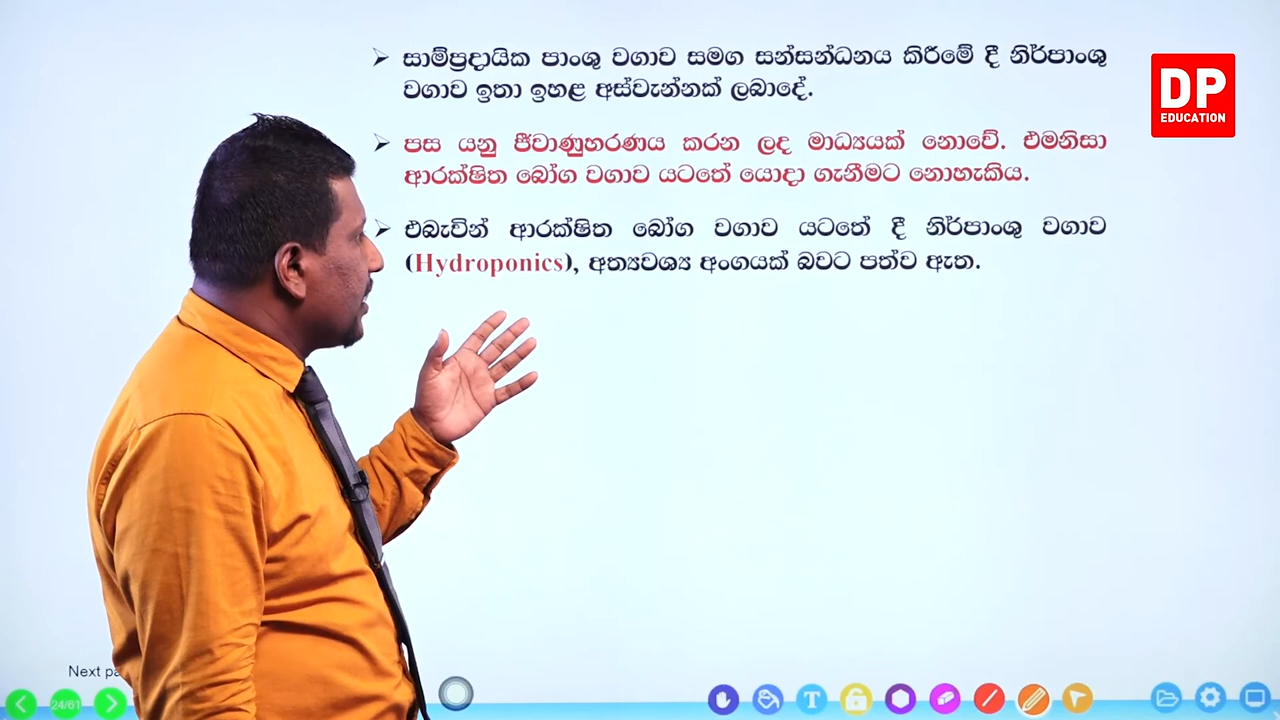 සාම්ප්‍රදායික පාංශු වගාව සමග සන්සන්ධනය කිරීමේ දී නිර්පාංශු
වගාව ඉතා ඉහළ අස්වැන්නක් ලබාදේ.
පස යනු ජීවාණුහරණය කරන ලද මාධ්‍යයක් නොවේ. එමනිසා
ආරක්ෂිත බෝග වගාව යටතේ යොදා ගැනීමට නොහැකිය.
එබැවින් ආරක්ෂිත බෝග වගාව යටතේ දී නිර්පාංශු වගාව
(Hydroponics), අත්‍යවශ්‍ය අංගයක් බවට පත්ව ඇත.
DP
EDUCATION
Next
24/61
T